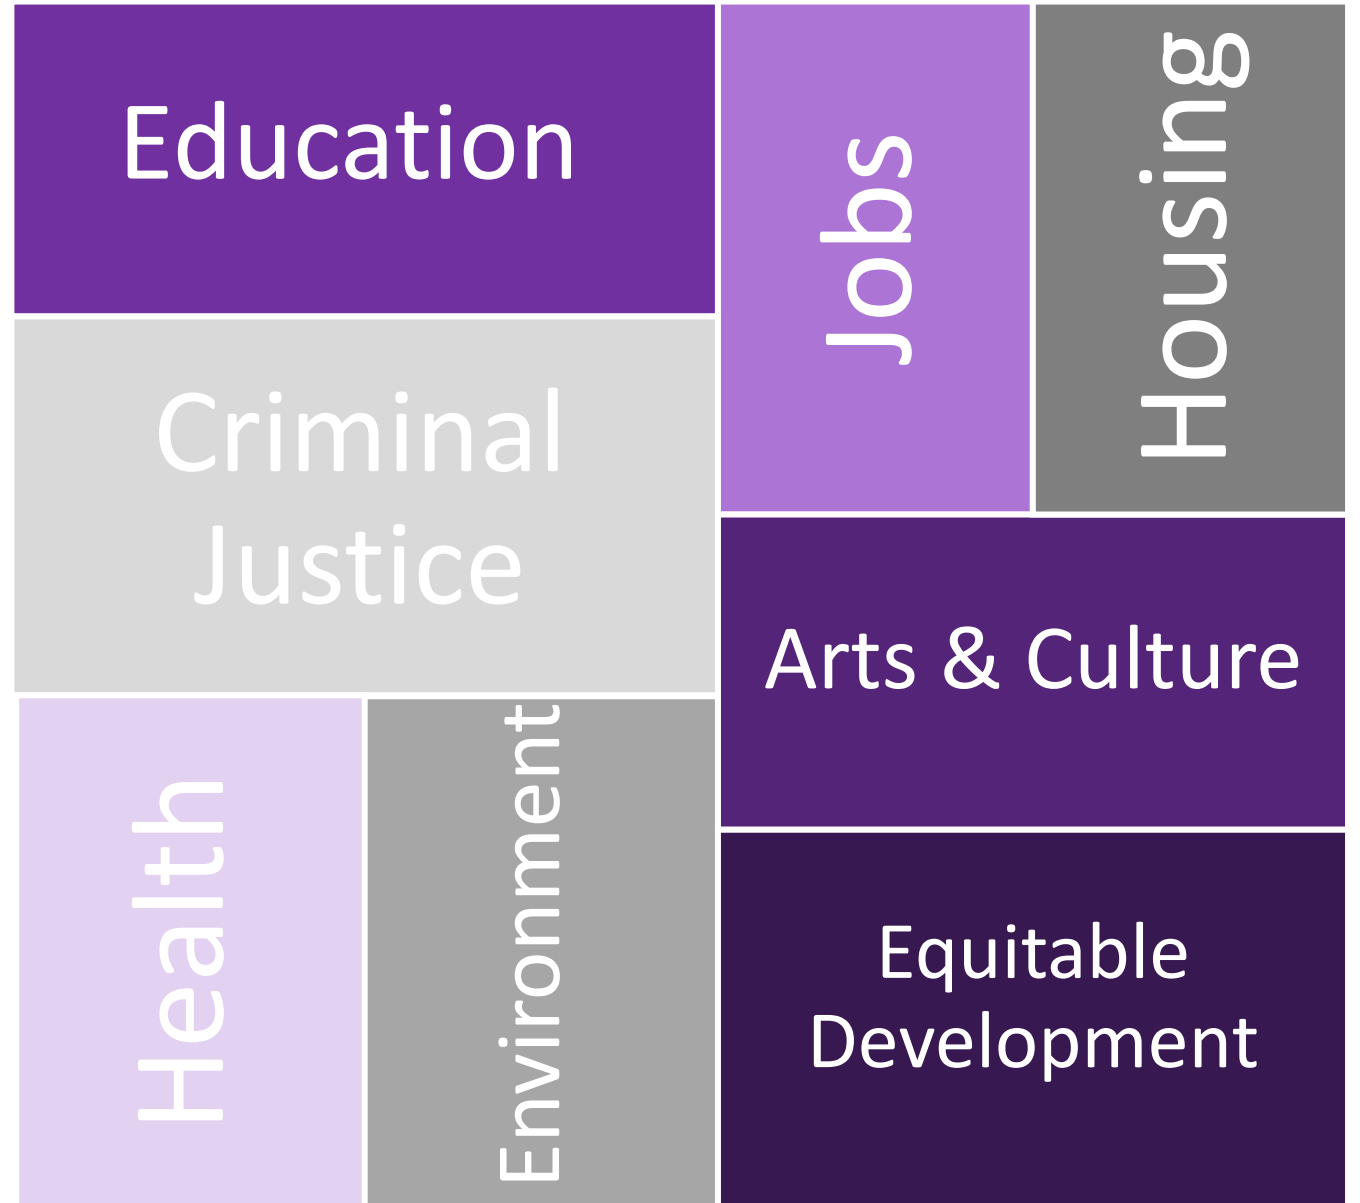 Education
Jobs
Housing
Criminal
Justice
Arts & Culture
Health
Environment
Equitable
Development